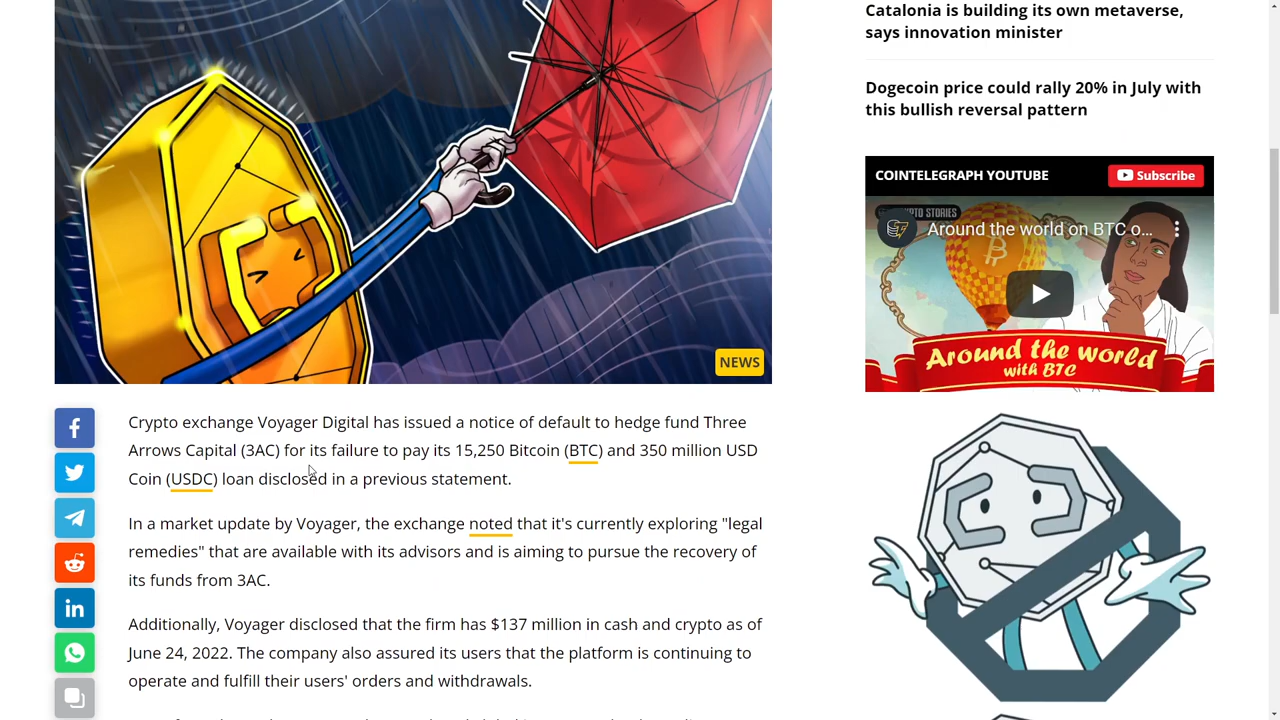 Catalonia is building its own metaverse,
says innovation minister
Dogecoin price could rally 20% in July with
this bullish reversal pattern
COINTELEGRAPH YOUTUBE
Subscribe
Around the world on BTC o...
Around the world
with BTC
NEWS
Crypto exchange Voyager Digital has issued a notice of default to hedge fund Three
Arrows Capital (3AC) for its failure to pay its 15,250 Bitcoin (BTC) and 350 million USD
Coin (USDC) loan disclosed in a previous statement.
In a market update by Voyager, the exchange noted that it's currently exploring "legal
remedies" that are available with its advisors and is aiming to pursue the recovery of
its funds from 3AC.
Additionally, Voyager disclosed that the firm has $137 million in cash and crypto as of
June 24, 2022. The company also assured its users that the platform is continuing to
operate and fulfill their users' orders and withdrawals.